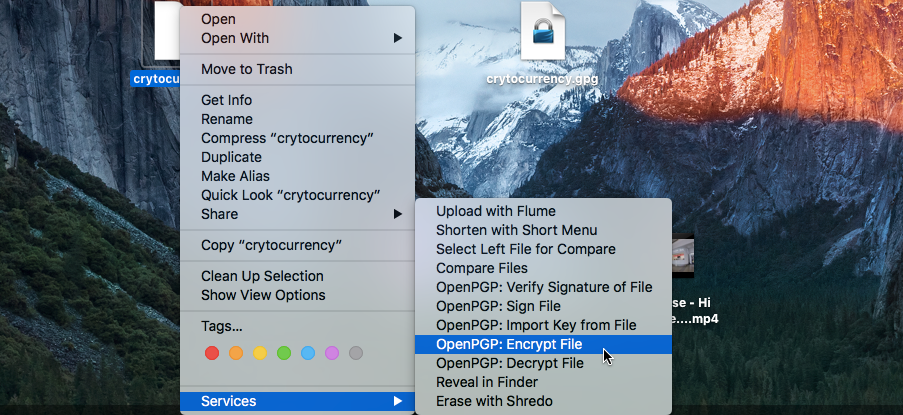 crytocu
crytocurrency.gpg
Open
Open With
Move to Trash
Get Info
Rename
Compress “crytocurrency”
Duplicate
Make Alias
Quick Look “crytocurrency”
Share
Copy “crytocurrency”
Clean Up Selection
Show View Options
Tags...
Services
Upload with Flume
Shorten with Short Menu
Select Left File for Compare
Compare Files
OpenPGP: Verify Signature of File
OpenPGP: Sign File
OpenPGP: Import Key from File
OpenPGP: Encrypt File
OpenPGP: Decrypt File
Reveal in Finder
Erase with Shredo
se - Hi
e....mp4